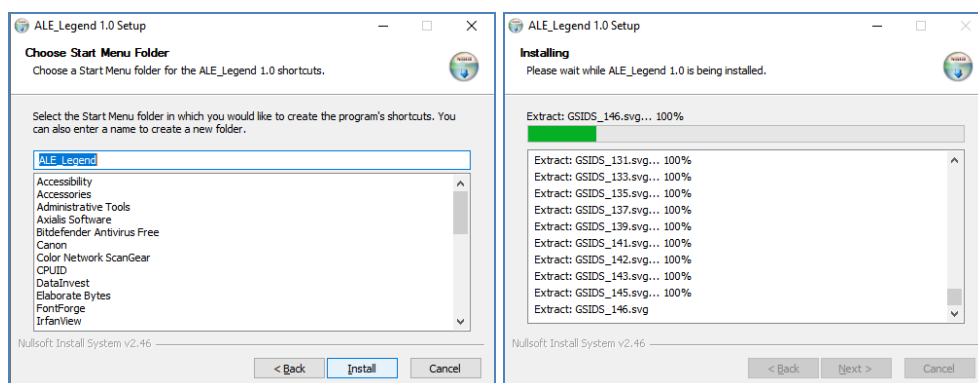 ALE_Legend 1.0 Setup
Choose Start Menu Folder
Choose a Start Menu folder for the ALE_Legend 1.0 shortcuts.
Select the Start Menu folder in which you would like to create the program's shortcuts. You
can also enter a name to create a new folder.
ALE_Legend
Accessibility
Accessories
Administrative Tools
Axialis Software
Bitdefender Antivirus Free
Canon
Color Network ScanGear
CPUID
DataInvest
Elaborate Bytes
FontForge
IrfanView
Nullsoft Install System v2.46
< Back Install Cancel
ALE_Legend 1.0 Setup
Installing
Please wait while ALE_Legend 1.0 is being installed.
Extract: GSIDS_146.svg... 100%
Extract: GSIDS_131.svg... 100%
Extract: GSIDS_133.svg... 100%
Extract: GSIDS_135.svg... 100%
Extract: GSIDS_137.svg... 100%
Extract: GSIDS_139.svg... 100%
Extract: GSIDS_141.svg... 100%
Extract: GSIDS_142.svg... 100%
Extract: GSIDS_143.svg... 100%
Extract: GSIDS_145.svg... 100%
Extract: GSIDS_146.svg
Nullsoft Install System v2.46
< Back Next > Cancel